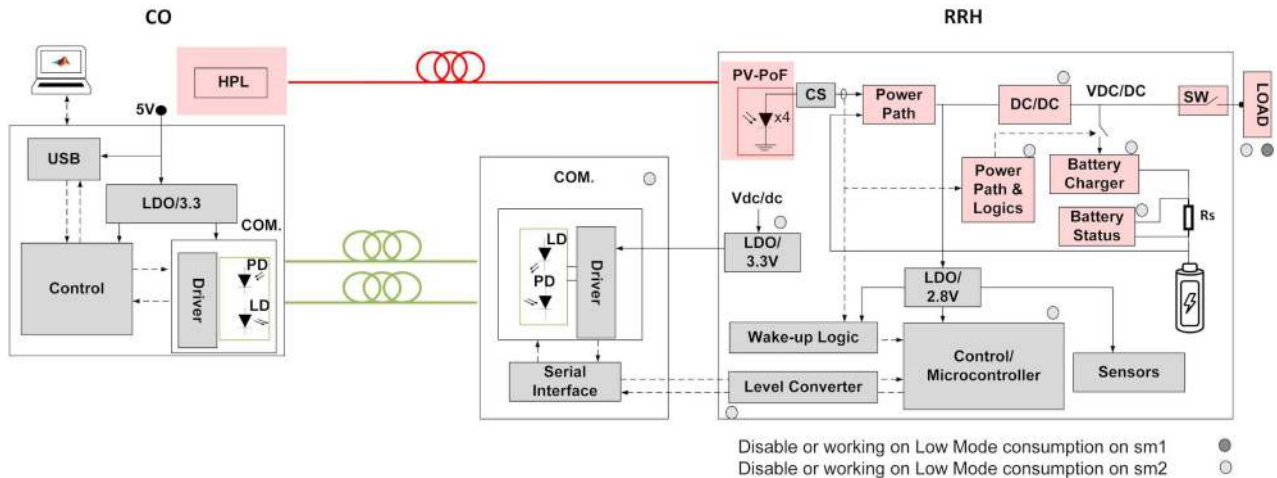 CO
RRH
HPL
5V
USB
LDO/3.3
COM.
Control
Driver
PD
LD
COM.
LD
PD
Driver
Serial
Interface
PV-PoF
x4
CS
Power
Path
DC/DC
VDC/DC
SW
LOAD
Power
Path &
Logics
Battery
Charger
Battery
Status
Rs
Vdc/dc
LDO/
3.3V
LDO/
2.8V
Wake-up Logic
Level Converter
Control/
Microcontroller
Sensors
Disable or working on Low Mode consumption on sm1
Disable or working on Low Mode consumption on sm2